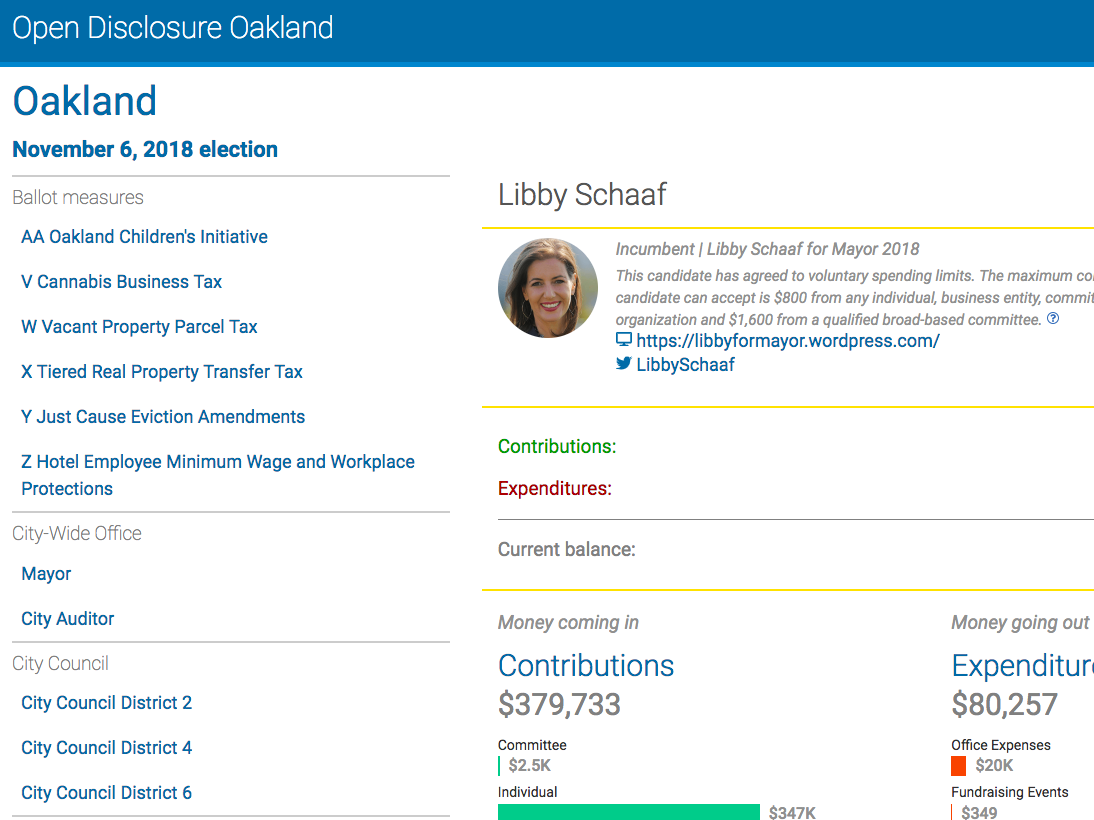 Open Disclosure Oakland
Oakland
November 6, 2018 election
Ballot measures
AA Oakland Children's Initiative
V Cannabis Business Tax
W Vacant Property Parcel Tax
X Tiered Real Property Transfer Tax
Y Just Cause Eviction Amendments
Z Hotel Employee Minimum Wage and Workplace
Protections
City-Wide Office
Mayor
City Auditor
City Council
City Council District 2
City Council District 4
City Council District 6
Libby Schaaf
Incumbent | Libby Schaaf for Mayor 2018
This candidate has agreed to voluntary spending limits. The maximum
candidate can accept is $800 from any individual, business entity,
organization and $1,600 from a qualified broad-based committee.
https://libbyformayor.wordpress.com/
LibbySchaaf
Contributions:
Expenditures:
Current balance:
Money coming in
Contributions
$379,733
Committee
$2.5K
Individual
$347K
Money going out
$80,257
Office Expenses
$20K
Fundraising Events
$349